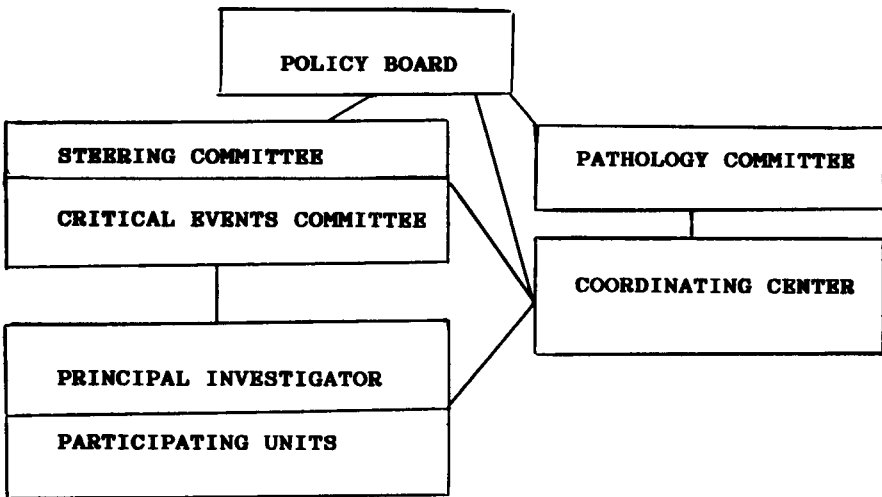 POLICY BOARD
STEERING COMMITTEE
CRITICAL EVENTS COMMITTEE
PATHOLOGY COMMITTEE
COORDINATING CENTER
PRINCIPAL INVESTIGATOR
PARTICIPATING UNITS